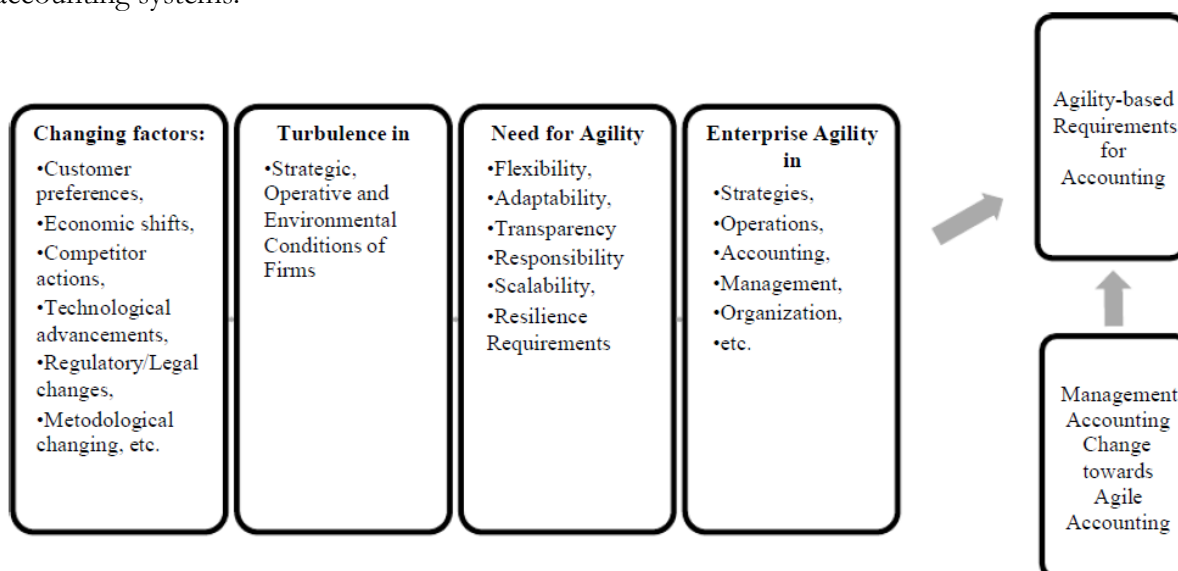 accounting systems.
Changing factors:
•Customer
preferences,
•Economic shifts,
•Competitor
actions,
•Technological
advancements,
•Regulatory/Legal
changes,
•Metodological
changing, etc.
Turbulence in
•Strategic,
Operative and
Environmental
Conditions of
Firms
Need for Agility
•Flexibility,
•Adaptability,
•Transparency
•Responsibility
•Scalability,
•Resilience
Requirements
Enterprise Agility
in
•Strategies,
•Operations,
•Accounting,
•Management,
•Organization,
•etc.
Agility-based
Requirements
for
Accounting
Management
Accounting
Change
towards
Agile
Accounting